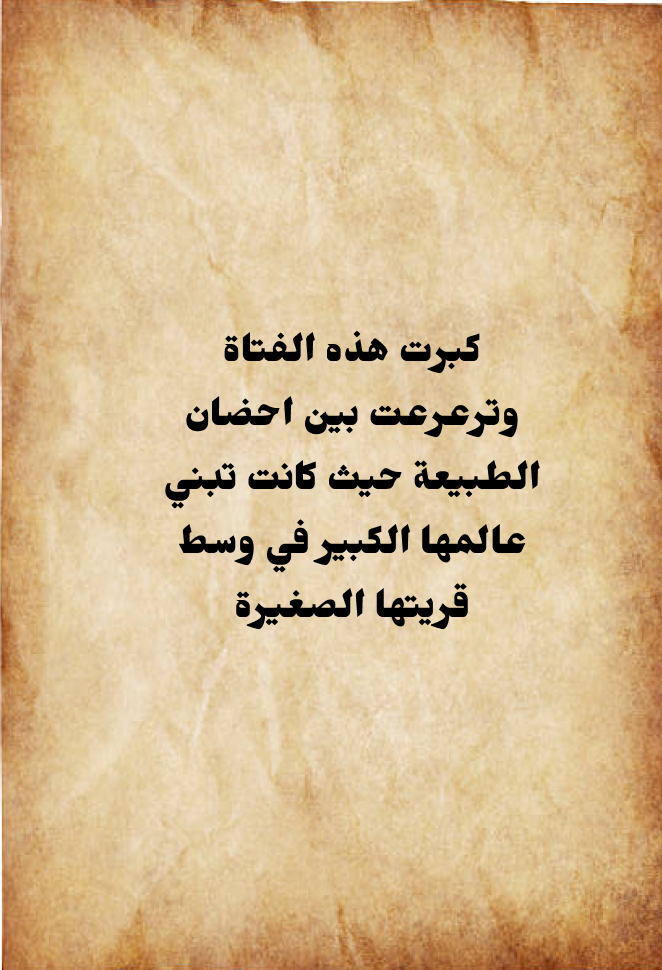 كبرت هذه الفتاة
وترعرعت بين احضان
الطبيعة حيث كانت تبني
عالمها الكبير في وسط
قريتها الصغيرة